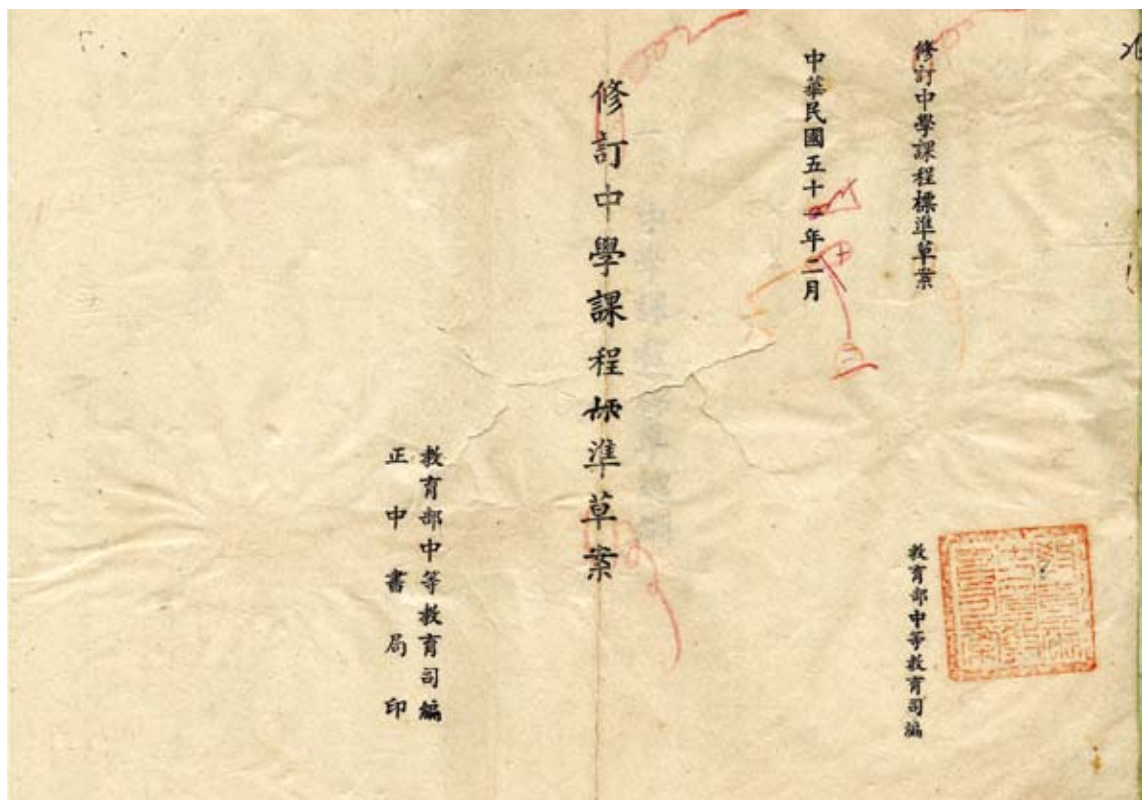 修訂中學課程標準草案
教育部中等教育司編
中華民國五十一年二月
修訂中學課程標準草案
教育部中等教育司編
正中書局印